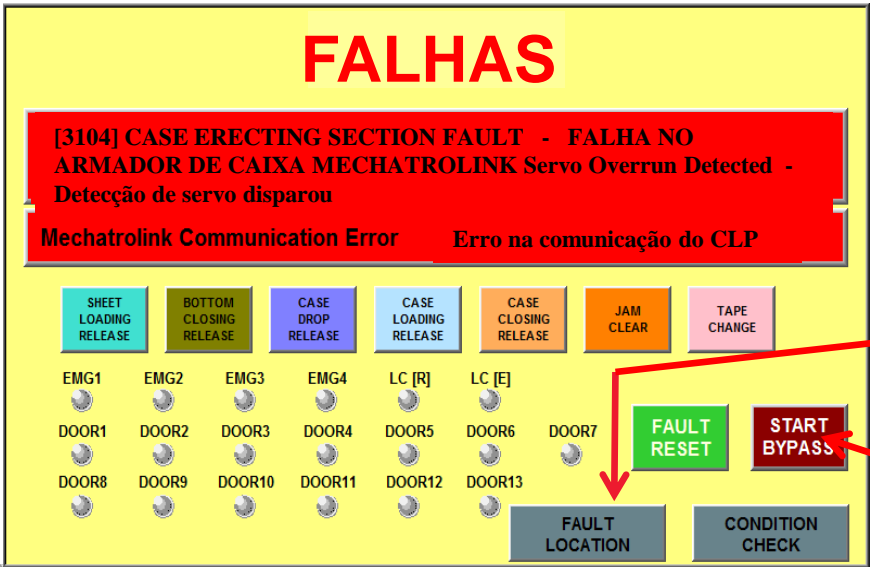 FALHAS
[3104] CASE ERECTING SECTION FAULT - FALHA NO
ARMADOR DE CAIXA MECHATROLINK Servo Overrun Detected -
Detecção de servo disparou
Mechatrolink Communication Error Erro na comunicação do CLP
SHEET
LOADING
RELEASE
BOTTOM
CLOSING
RELEASE
CASE
DROP
RELEASE
CASE
LOADING
RELEASE
CASE
CLOSING
RELEASE
JAM
CLEAR
TAPE
CHANGE
EMG1 EMG2 EMG3 EMG4 LC [R] LC [E]
DOOR1 DOOR2 DOOR3 DOOR4 DOOR5 DOOR6 DOOR7
FAULT
RESET
START
BYPASS
DOOR8 DOOR9 DOOR10 DOOR11 DOOR12 DOOR13
FAULT
LOCATION
CONDITION
CHECK